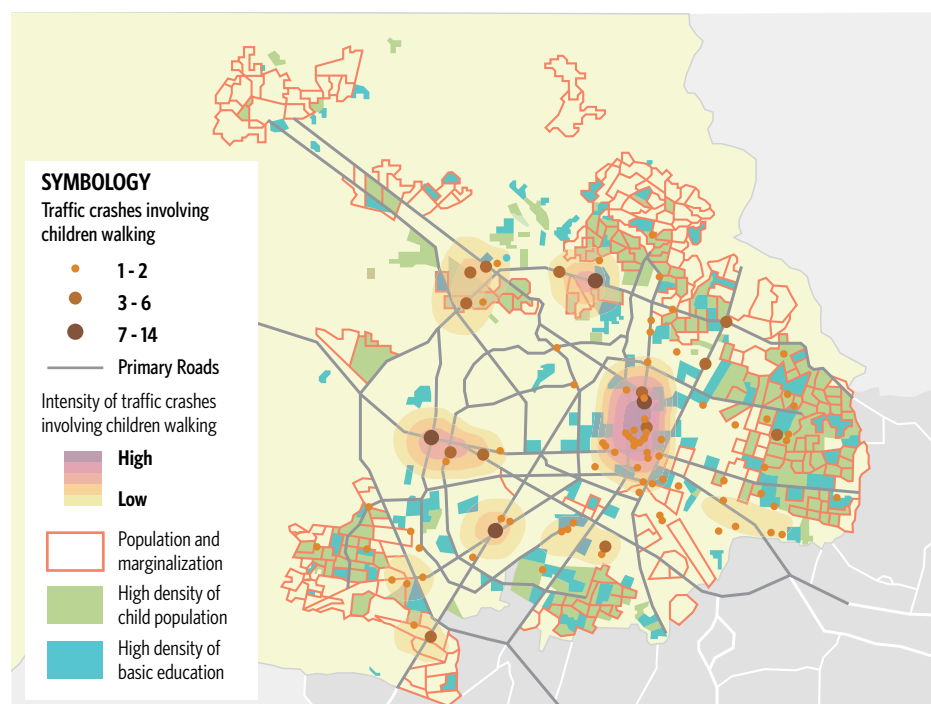 SYMBOLOGY
Traffic crashes involving
children walking
1 - 2
3 - 6
7 - 14
Primary Roads
Intensity of traffic crashes
involving children walking
High
Low
Population and
marginalization
High density of
child population
High density of
basic education